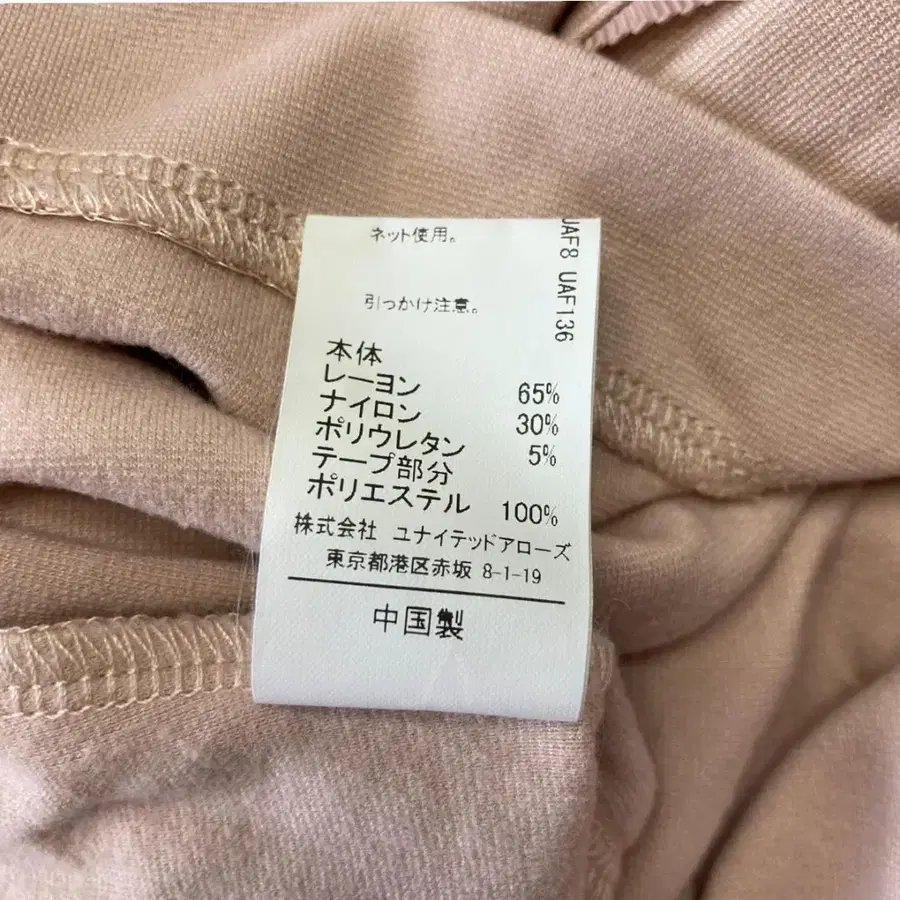 ネット使用。
引っかけ注意。
本体
レーヨン 65%
ナイロン 30%
ポリウレタン 5%
テープ部分
ポリエステル 100%
株式会社 ユナイテッドアローズ
東京都港区赤坂 8-1-19
中国製
UAF8 UAF136